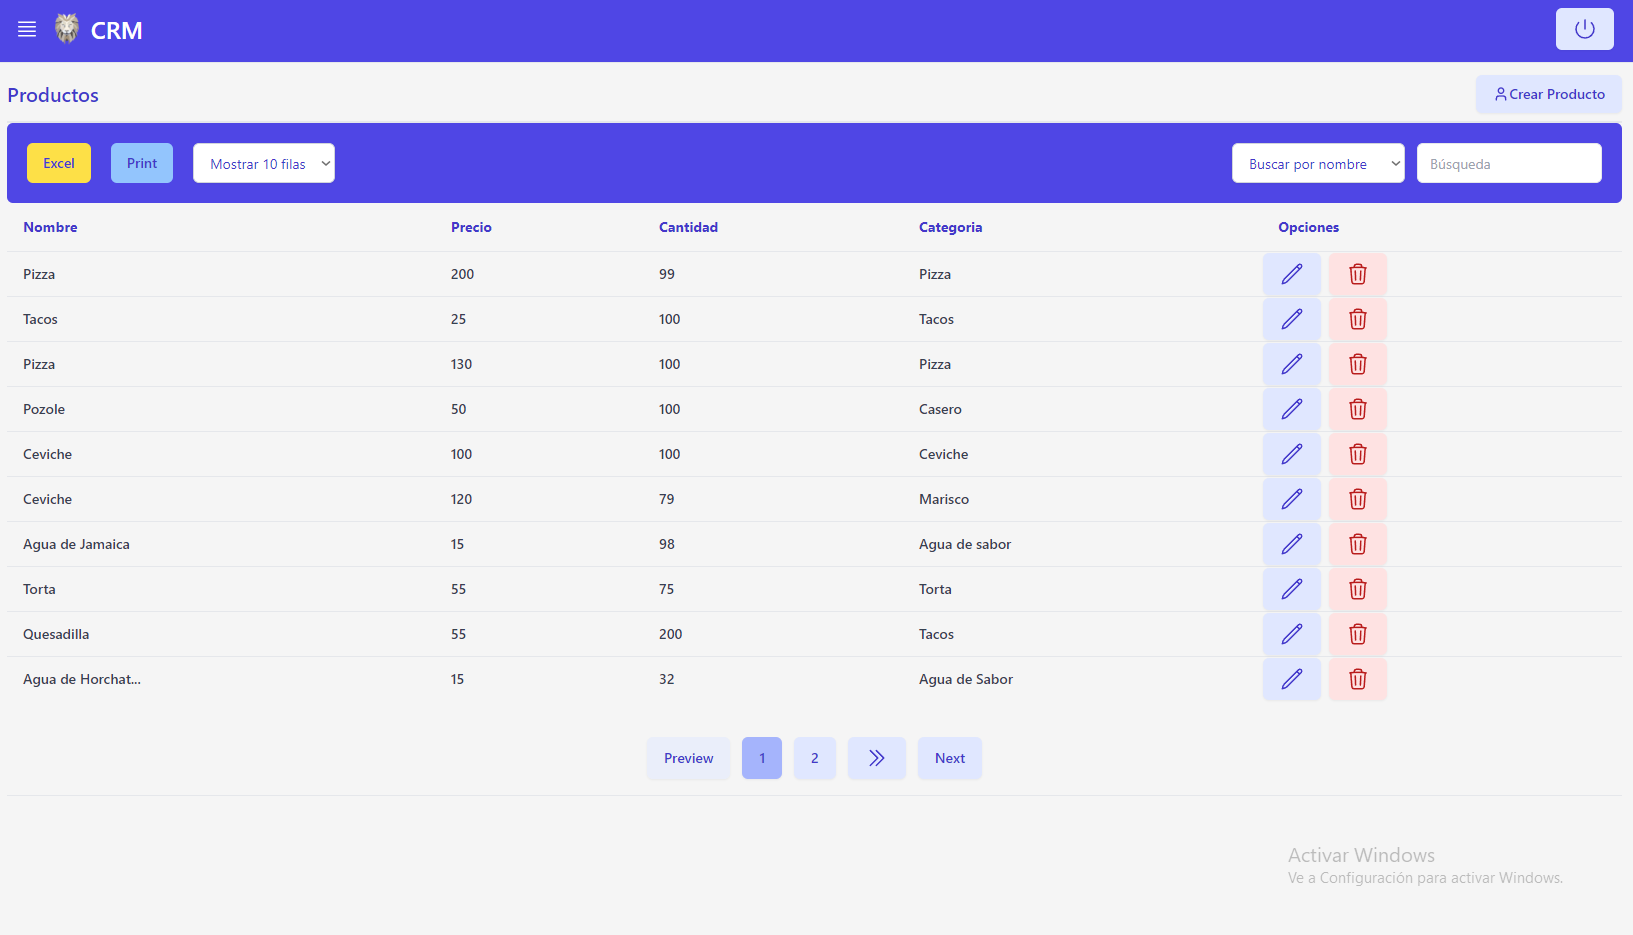 CRM
Productos
Crear Producto
Excel Print Mostrar 10 filas Buscar por nombre Búsqueda
Nombre Precio Cantidad Categoria Opciones
Pizza 200 99 Pizza
Tacos 25 100 Tacos
Pizza 130 100 Pizza
Pozole 50 100 Casero
Ceviche 100 100 Ceviche
Ceviche 120 79 Marisco
Agua de Jamaica 15 98 Agua de sabor
Torta 55 75 Torta
Quesadilla 55 200 Tacos
Agua de Horchat... 15 32 Agua de Sabor
Preview 1 2 Next
Activar Windows
Ve a Configuración para activar Windows.